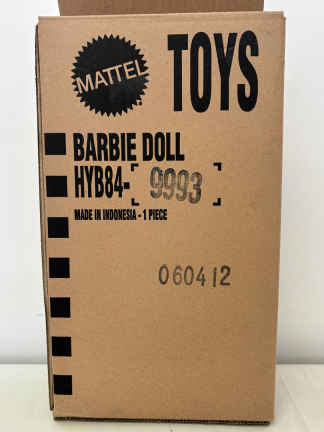 MATTEL
TOYS
BARBIE DOLL
HYB84-[9993]
MADE IN INDONESIA - 1 PIECE
060412